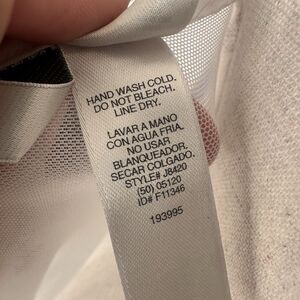 HAND WASH COLD.
DO NOT BLEACH.
LINE DRY.
LAVAR A MANO
CON AGUA FRIA.
NO USAR
BLANQUEADOR.
SECAR COLGADO.
STYLE# J8420
(50) 05120
ID# F11346
193995